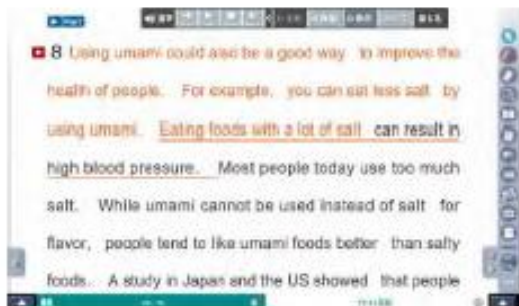 8 Using umami could also be a good way to improve the
health of people. For example, you can eat less salt by
using umami. Eating foods with a lot of salt can result in
high blood pressure. Most people today use too much
salt. While umami cannot be used instead of salt for
flavor, people tend to like umami foods better than salty
foods. A study in Japan and the US showed that people